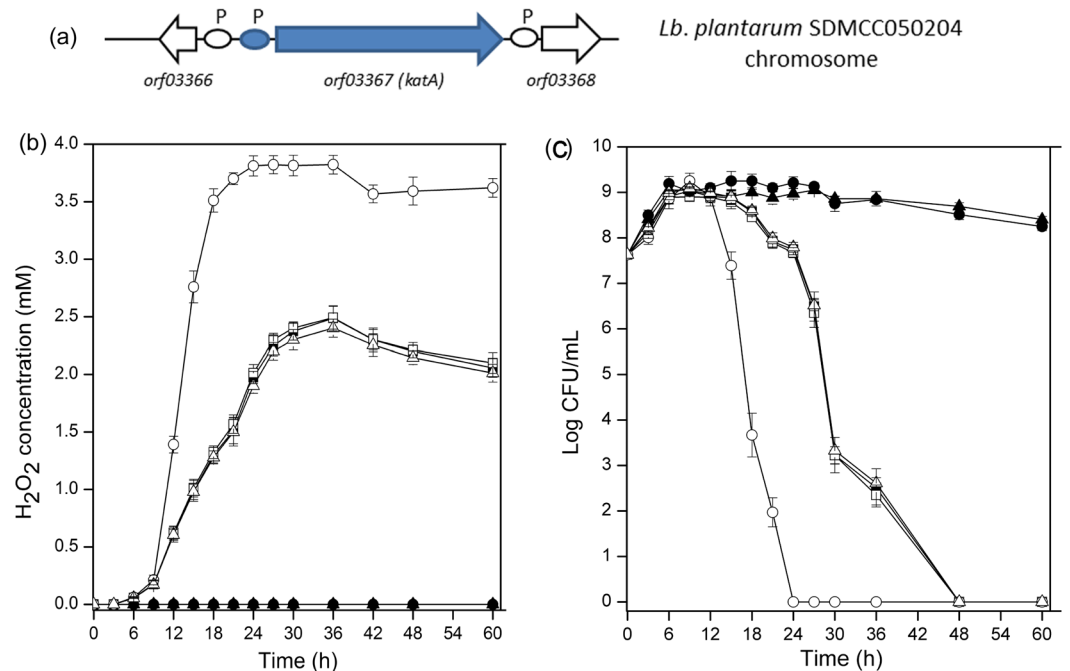 (a)
P P P
orf03366 orf03367 (katA) orf03368
Lb. plantarum SDMCC050204
chromosome
(b)
H2O2 concentration (mM)
4.0
3.5
3.0
2.5
2.0
1.5
1.0
0.5
0.0
0 6 12 18 24 30 36 42 48 54 60
Time (h)
(c)
Log CFU/mL
10
9
8
7
6
5
4
3
2
1
0
0 6 12 18 24 30 36 42 48 54 60
Time (h)